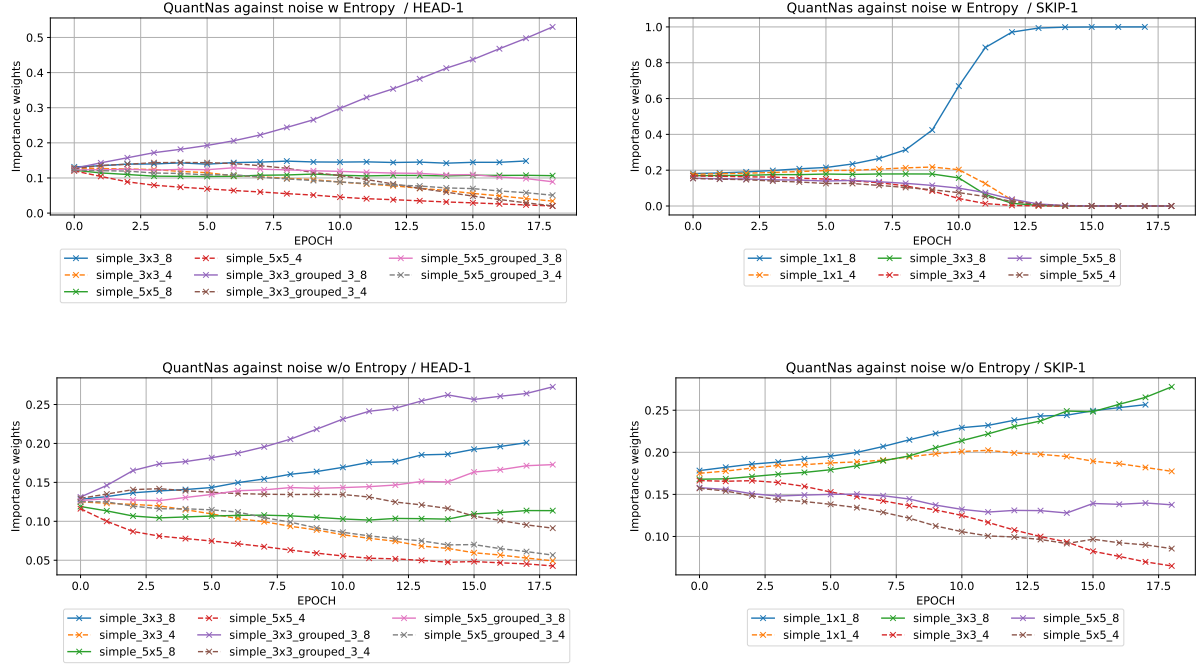 QuantNas against noise w Entropy / HEAD-1
Importance weights
0.5
0.4
0.3
0.2
0.1
0.0
0.0 2.5 5.0 7.5 10.0 12.5 15.0 17.5
EPOCH
simple_3x3_8 simple_5x5_4 simple_5x5_grouped_3_8
simple_3x3_4 simple_3x3_grouped_3_8 simple_5x5_grouped_3_4
simple_5x5_8 simple_3x3_grouped_3_4
QuantNas against noise w Entropy / SKIP-1
Importance weights
1.0
0.8
0.6
0.4
0.2
0.0
0.0 2.5 5.0 7.5 10.0 12.5 15.0 17.5
EPOCH
simple_1x1_8 simple_3x3_8 simple_5x5_8
simple_1x1_4 simple_3x3_4 simple_5x5_4
QuantNas against noise w/o Entropy / HEAD-1
Importance weights
0.25
0.20
0.15
0.10
0.05
0.0 2.5 5.0 7.5 10.0 12.5 15.0 17.5
EPOCH
simple_3x3_8 simple_5x5_4 simple_5x5_grouped_3_8
simple_3x3_4 simple_3x3_grouped_3_8 simple_5x5_grouped_3_4
simple_5x5_8 simple_3x3_grouped_3_4
QuantNas against noise w/o Entropy / SKIP-1
Importance weights
0.25
0.20
0.15
0.10
0.0 2.5 5.0 7.5 10.0 12.5 15.0 17.5
EPOCH
simple_1x1_8 simple_3x3_8 simple_5x5_8
simple_1x1_4 simple_3x3_4 simple_5x5_4